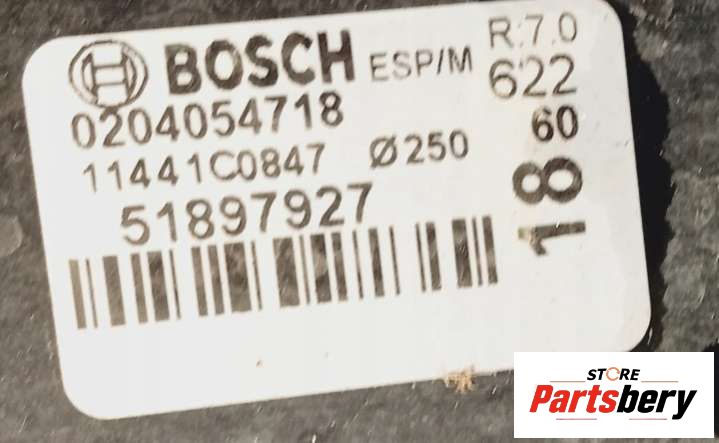 BOSCH ESP/M R:7.0
0204054718 622
11441C0847 Ø250 60
51897927 18
STORE
Partsbery